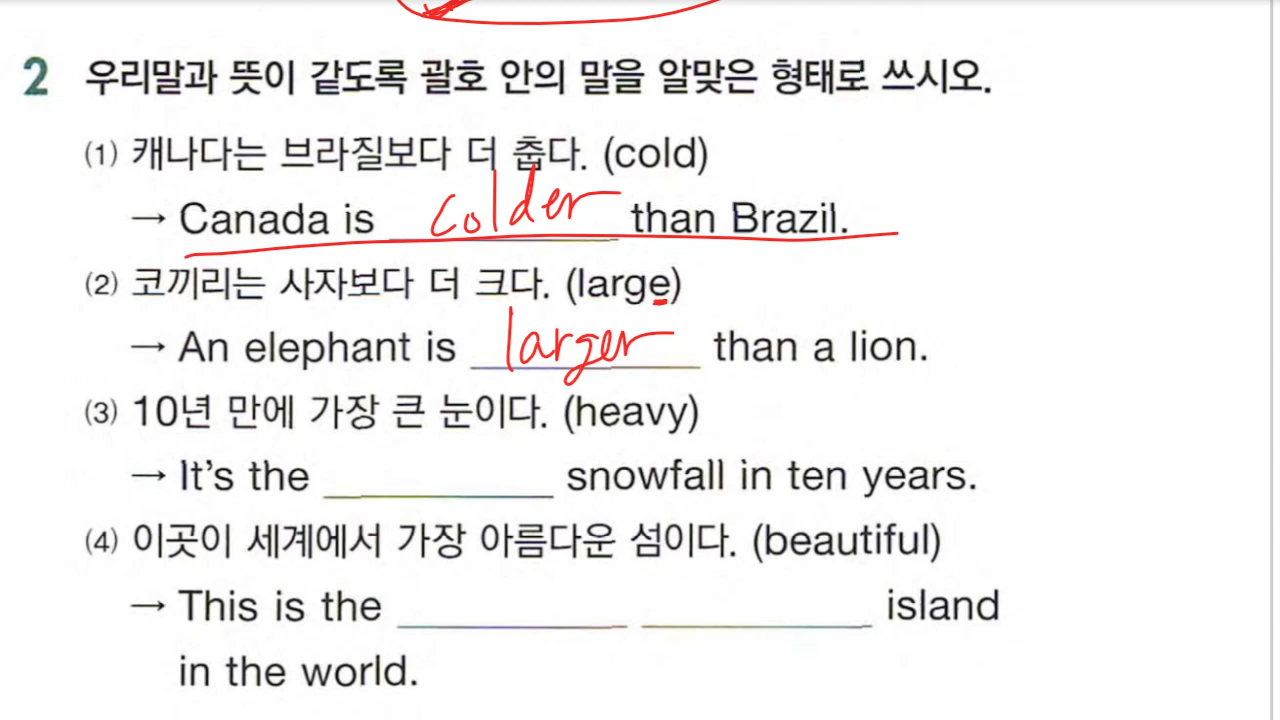 2 우리말과 뜻이 같도록 괄호 안의 말을 알맞은 형태로 쓰시오.
(1) 캐나다는 브라질보다 더 춥다. (cold)
→ Canada is colder than Brazil.
(2) 코끼리는 사자보다 더 크다. (large)
→ An elephant is larger than a lion.
(3) 10년 만에 가장 큰 눈이다. (heavy)
→ It's the ________ snowfall in ten years.
(4) 이곳이 세계에서 가장 아름다운 섬이다. (beautiful)
→ This is the ________ ________ island
in the world.